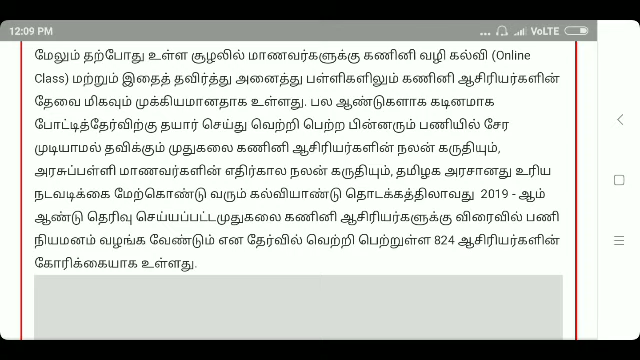 12:09 PM
VoLTE
மேலும் தற்போது உள்ள சூழலில் மாணவர்களுக்கு கணினி வழி கல்வி (Online
Class) மற்றும் இதைத் தவிர்த்து அனைத்து பள்ளிகளிலும் கணினி ஆசிரியர்களின்
தேவை மிகவும் முக்கியமானதாக உள்ளது. பல ஆண்டுகளாக கடினமாக
போட்டித்தேர்விற்கு தயார் செய்து வெற்றி பெற்ற பின்னரும் பணியில் சேர
முடியாமல் தவிக்கும் முதுகலை கணினி ஆசிரியர்களின் நலன் கருதியும்,
அரசுப்பள்ளி மாணவர்களின் எதிர்கால நலன் கருதியும், தமிழக அரசானது உரிய
நடவடிக்கை மேற்கொண்டு வரும் கல்வியாண்டு தொடக்கத்திலாவது 2019 - ஆம்
ஆண்டு தெரிவு செய்யப்பட்டமுதுகலை கணினி ஆசிரியர்களுக்கு விரைவில் பணி
நியமனம் வழங்க வேண்டும் என தேர்வில் வெற்றி பெற்றுள்ள 824 ஆசிரியர்களின்
கோரிக்கையாக உள்ளது.